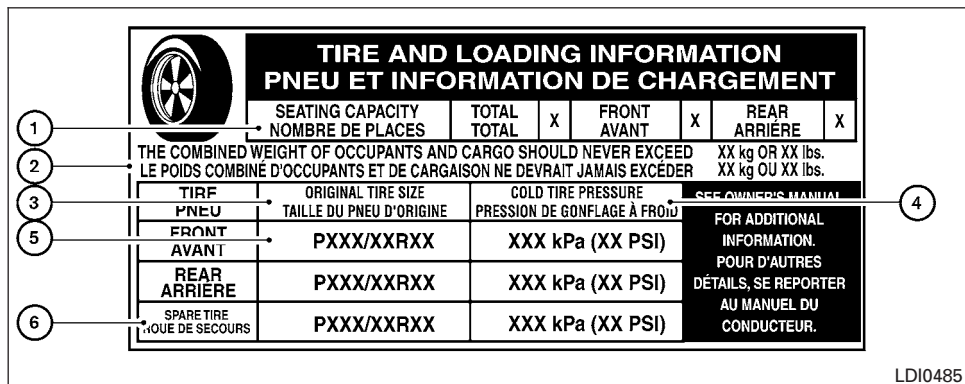 TIRE AND LOADING INFORMATION
PNEU ET INFORMATION DE CHARGEMENT
1
SEATING CAPACITY TOTAL X FRONT X REAR X
NOMBRE DE PLACES TOTAL AVANT ARRIÉRE
2
THE COMBINED WEIGHT OF OCCUPANTS AND CARGO SHOULD NEVER EXCEED XX kg OR XX lbs.
LE POIDS COMBINÉ D'OCCUPANTS ET DE CARGAISON NE DEVRAIT JAMAIS EXCÉDER XX kg OU XX lbs.
3
TIRE ORIGINAL TIRE SIZE COLD TIRE PRESSURE
PNEU TAILLE DU PNEU D'ORIGINE PRESSION DE GONFLAGE À FROID
4
5
FRONT
AVANT PXXX/XXRXX XXX kPa (XX PSI)
REAR
ARRIÈRE PXXX/XXRXX XXX kPa (XX PSI)
6
SPARE TIRE
ROUE DE SECOURS PXXX/XXRXX XXX kPa (XX PSI)
SEE OWNER'S MANUAL
FOR ADDITIONAL
INFORMATION.
POUR D'AUTRES
DÉTAILS, SE REPORTER
AU MANUEL DU
CONDUCTEUR.
LDI0485